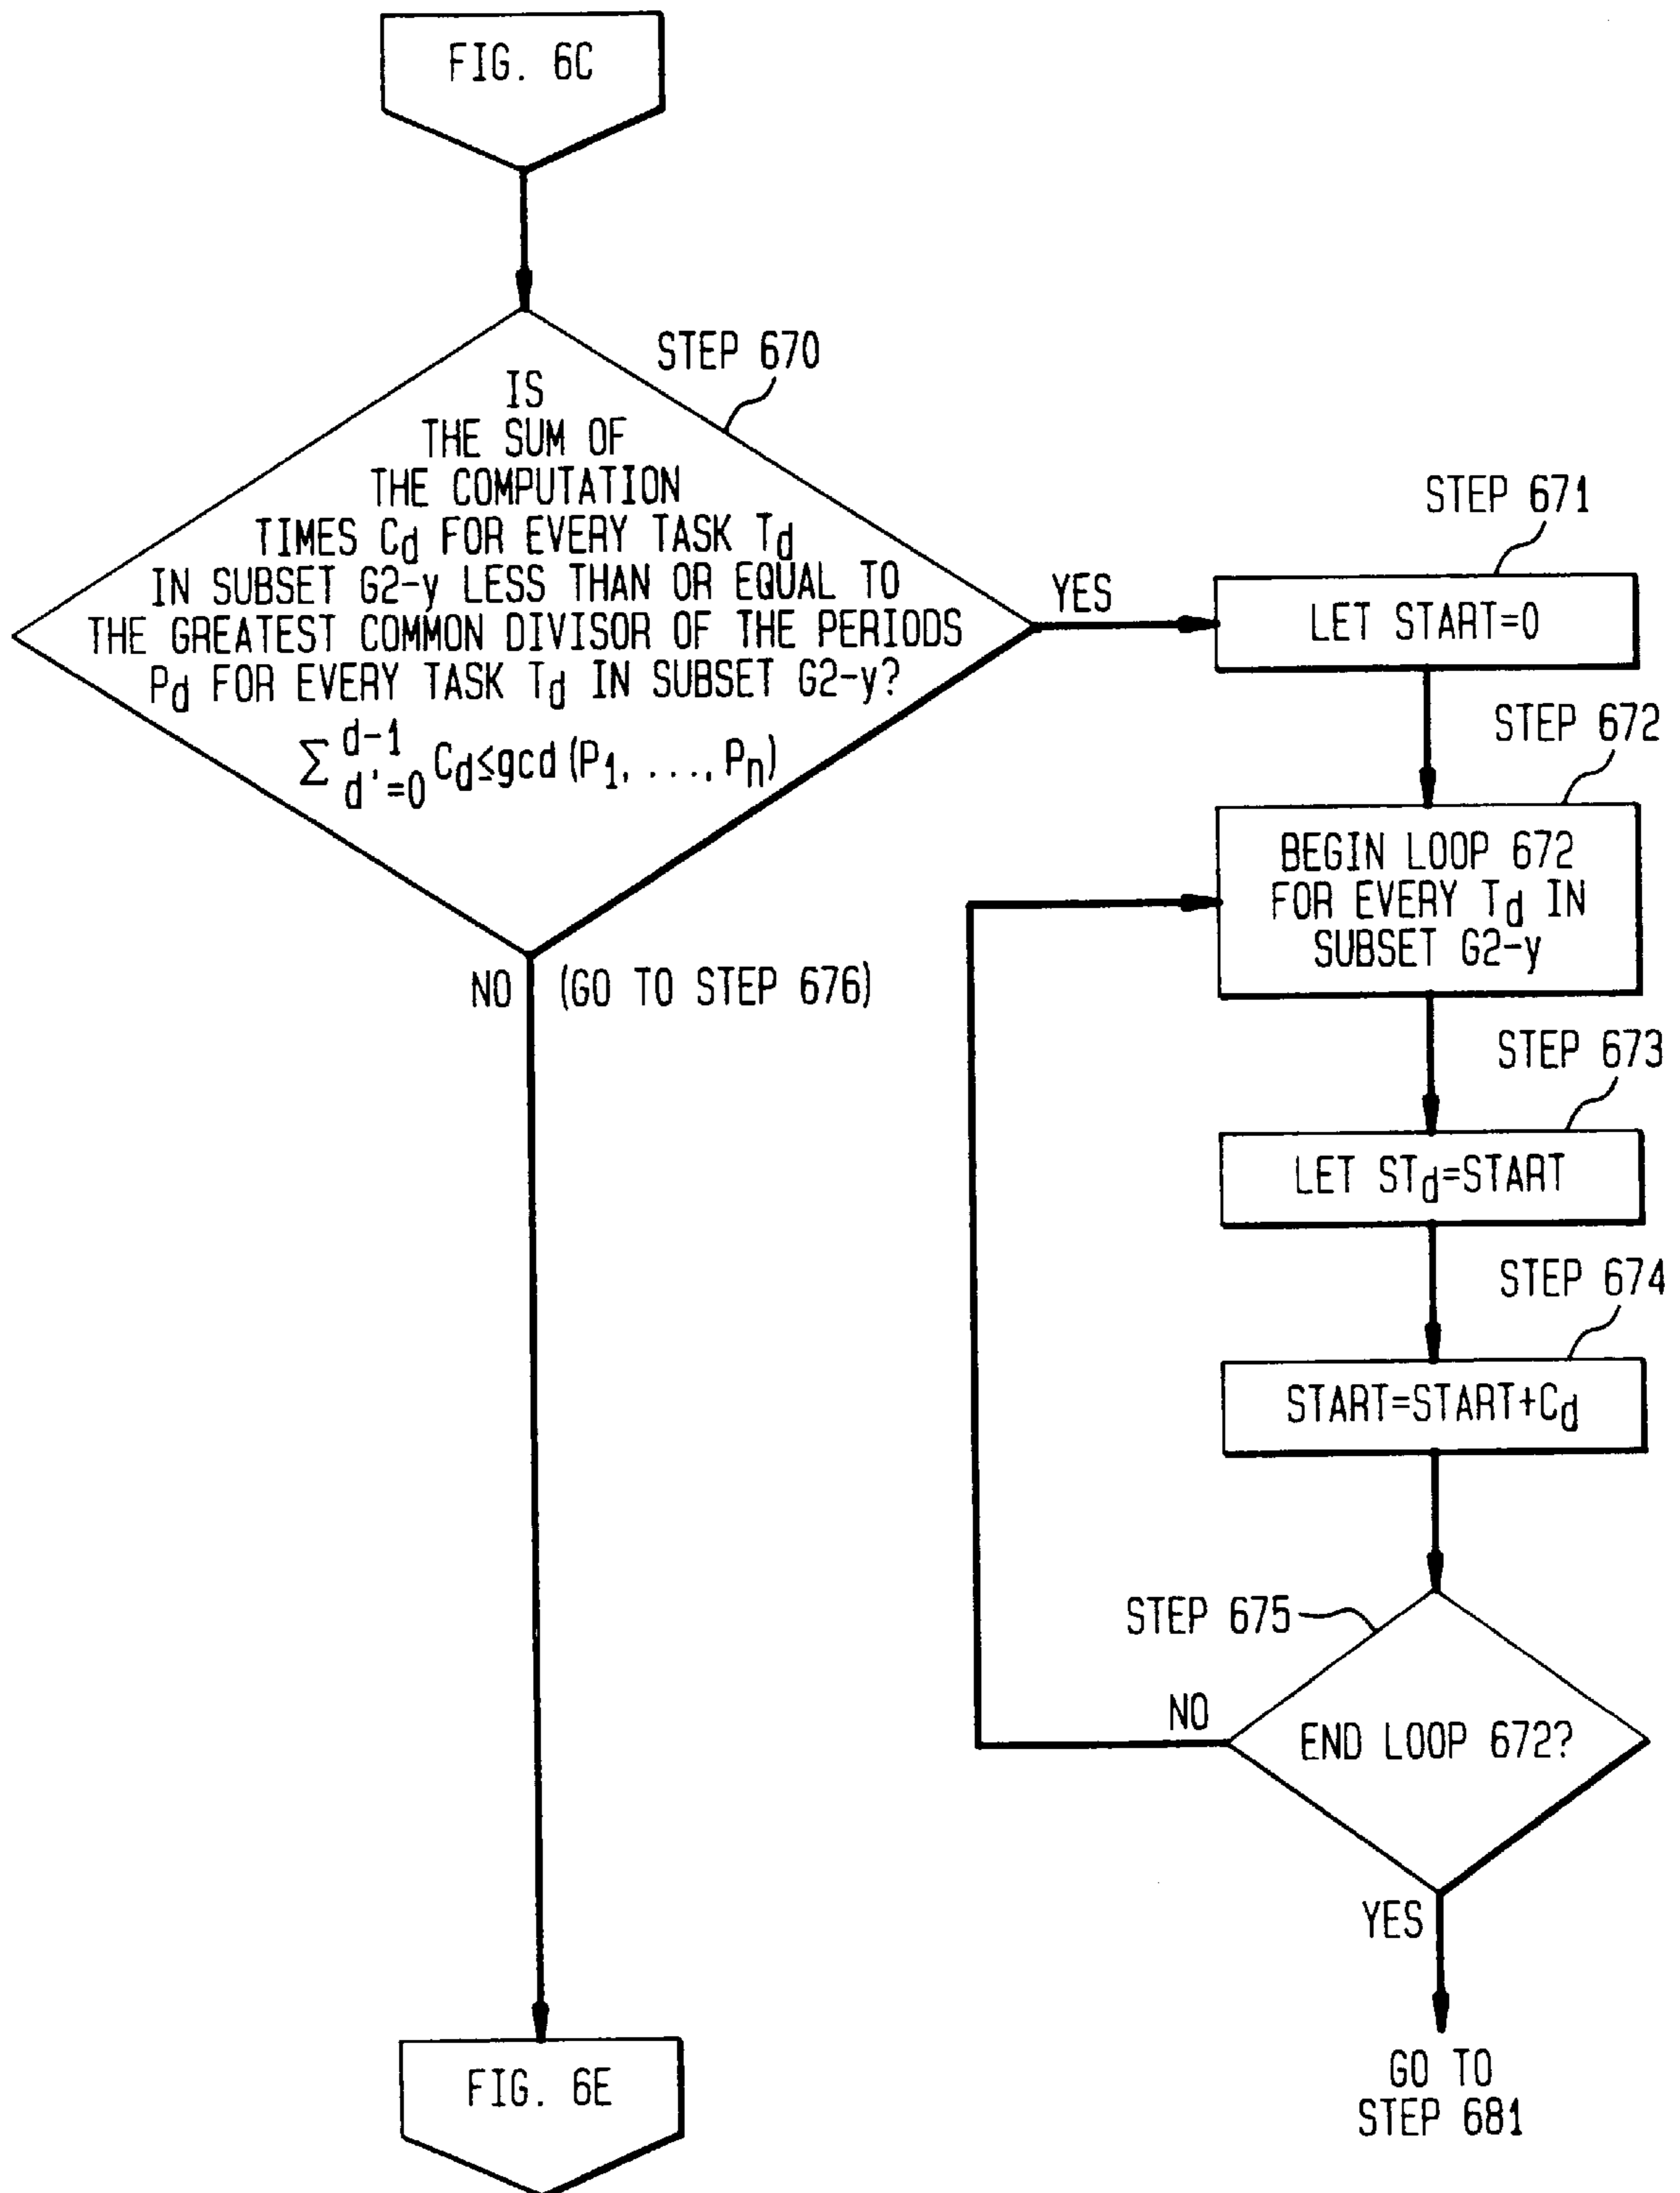 FIG. 6C
STEP 670
IS
THE SUM OF
THE COMPUTATION
TIMES Cd FOR EVERY TASK Td
IN SUBSET G2-y LESS THAN OR EQUAL TO
THE GREATEST COMMON DIVISOR OF THE PERIODS
Pd FOR EVERY TASK Td IN SUBSET G2-y?
∑ d-1 d'=0 Cd≤gcd (P1, ..., Pn)
YES
NO (GO TO STEP 676)
FIG. 6E
STEP 671
LET START=0
STEP 672
BEGIN LOOP 672
FOR EVERY Td IN
SUBSET G2-y
STEP 673
LET STd=START
STEP 674
START=START+Cd
STEP 675
END LOOP 672?
NO
YES
GO TO
STEP 681